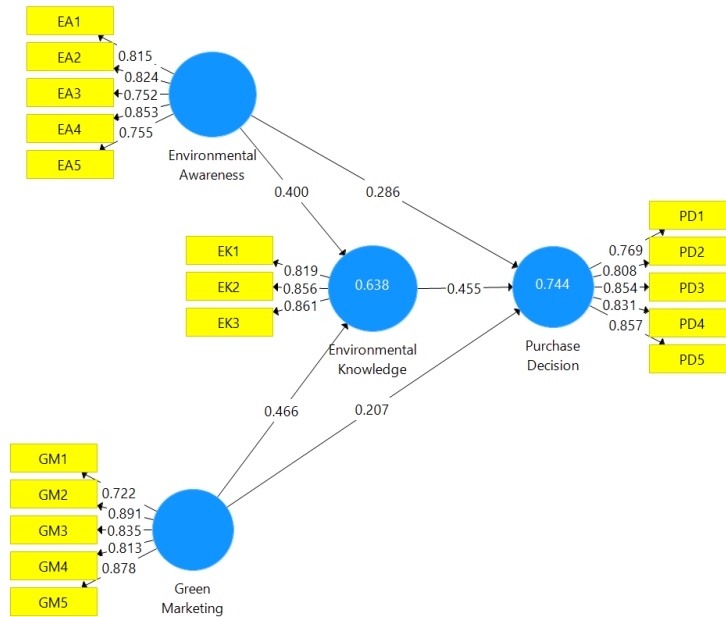 EA1
EA2
EA3
EA4
EA5
0.815
0.824
0.752
0.853
0.755
Environmental
Awareness
0.400
0.286
EK1
EK2
EK3
0.819
0.856
0.861
0.638
Environmental
Knowledge
0.455
0.744
Purchase
Decision
PD1
PD2
PD3
PD4
PD5
0.769
0.808
0.854
0.831
0.857
0.466
0.207
GM1
GM2
GM3
GM4
GM5
0.722
0.891
0.835
0.813
0.878
Green
Marketing